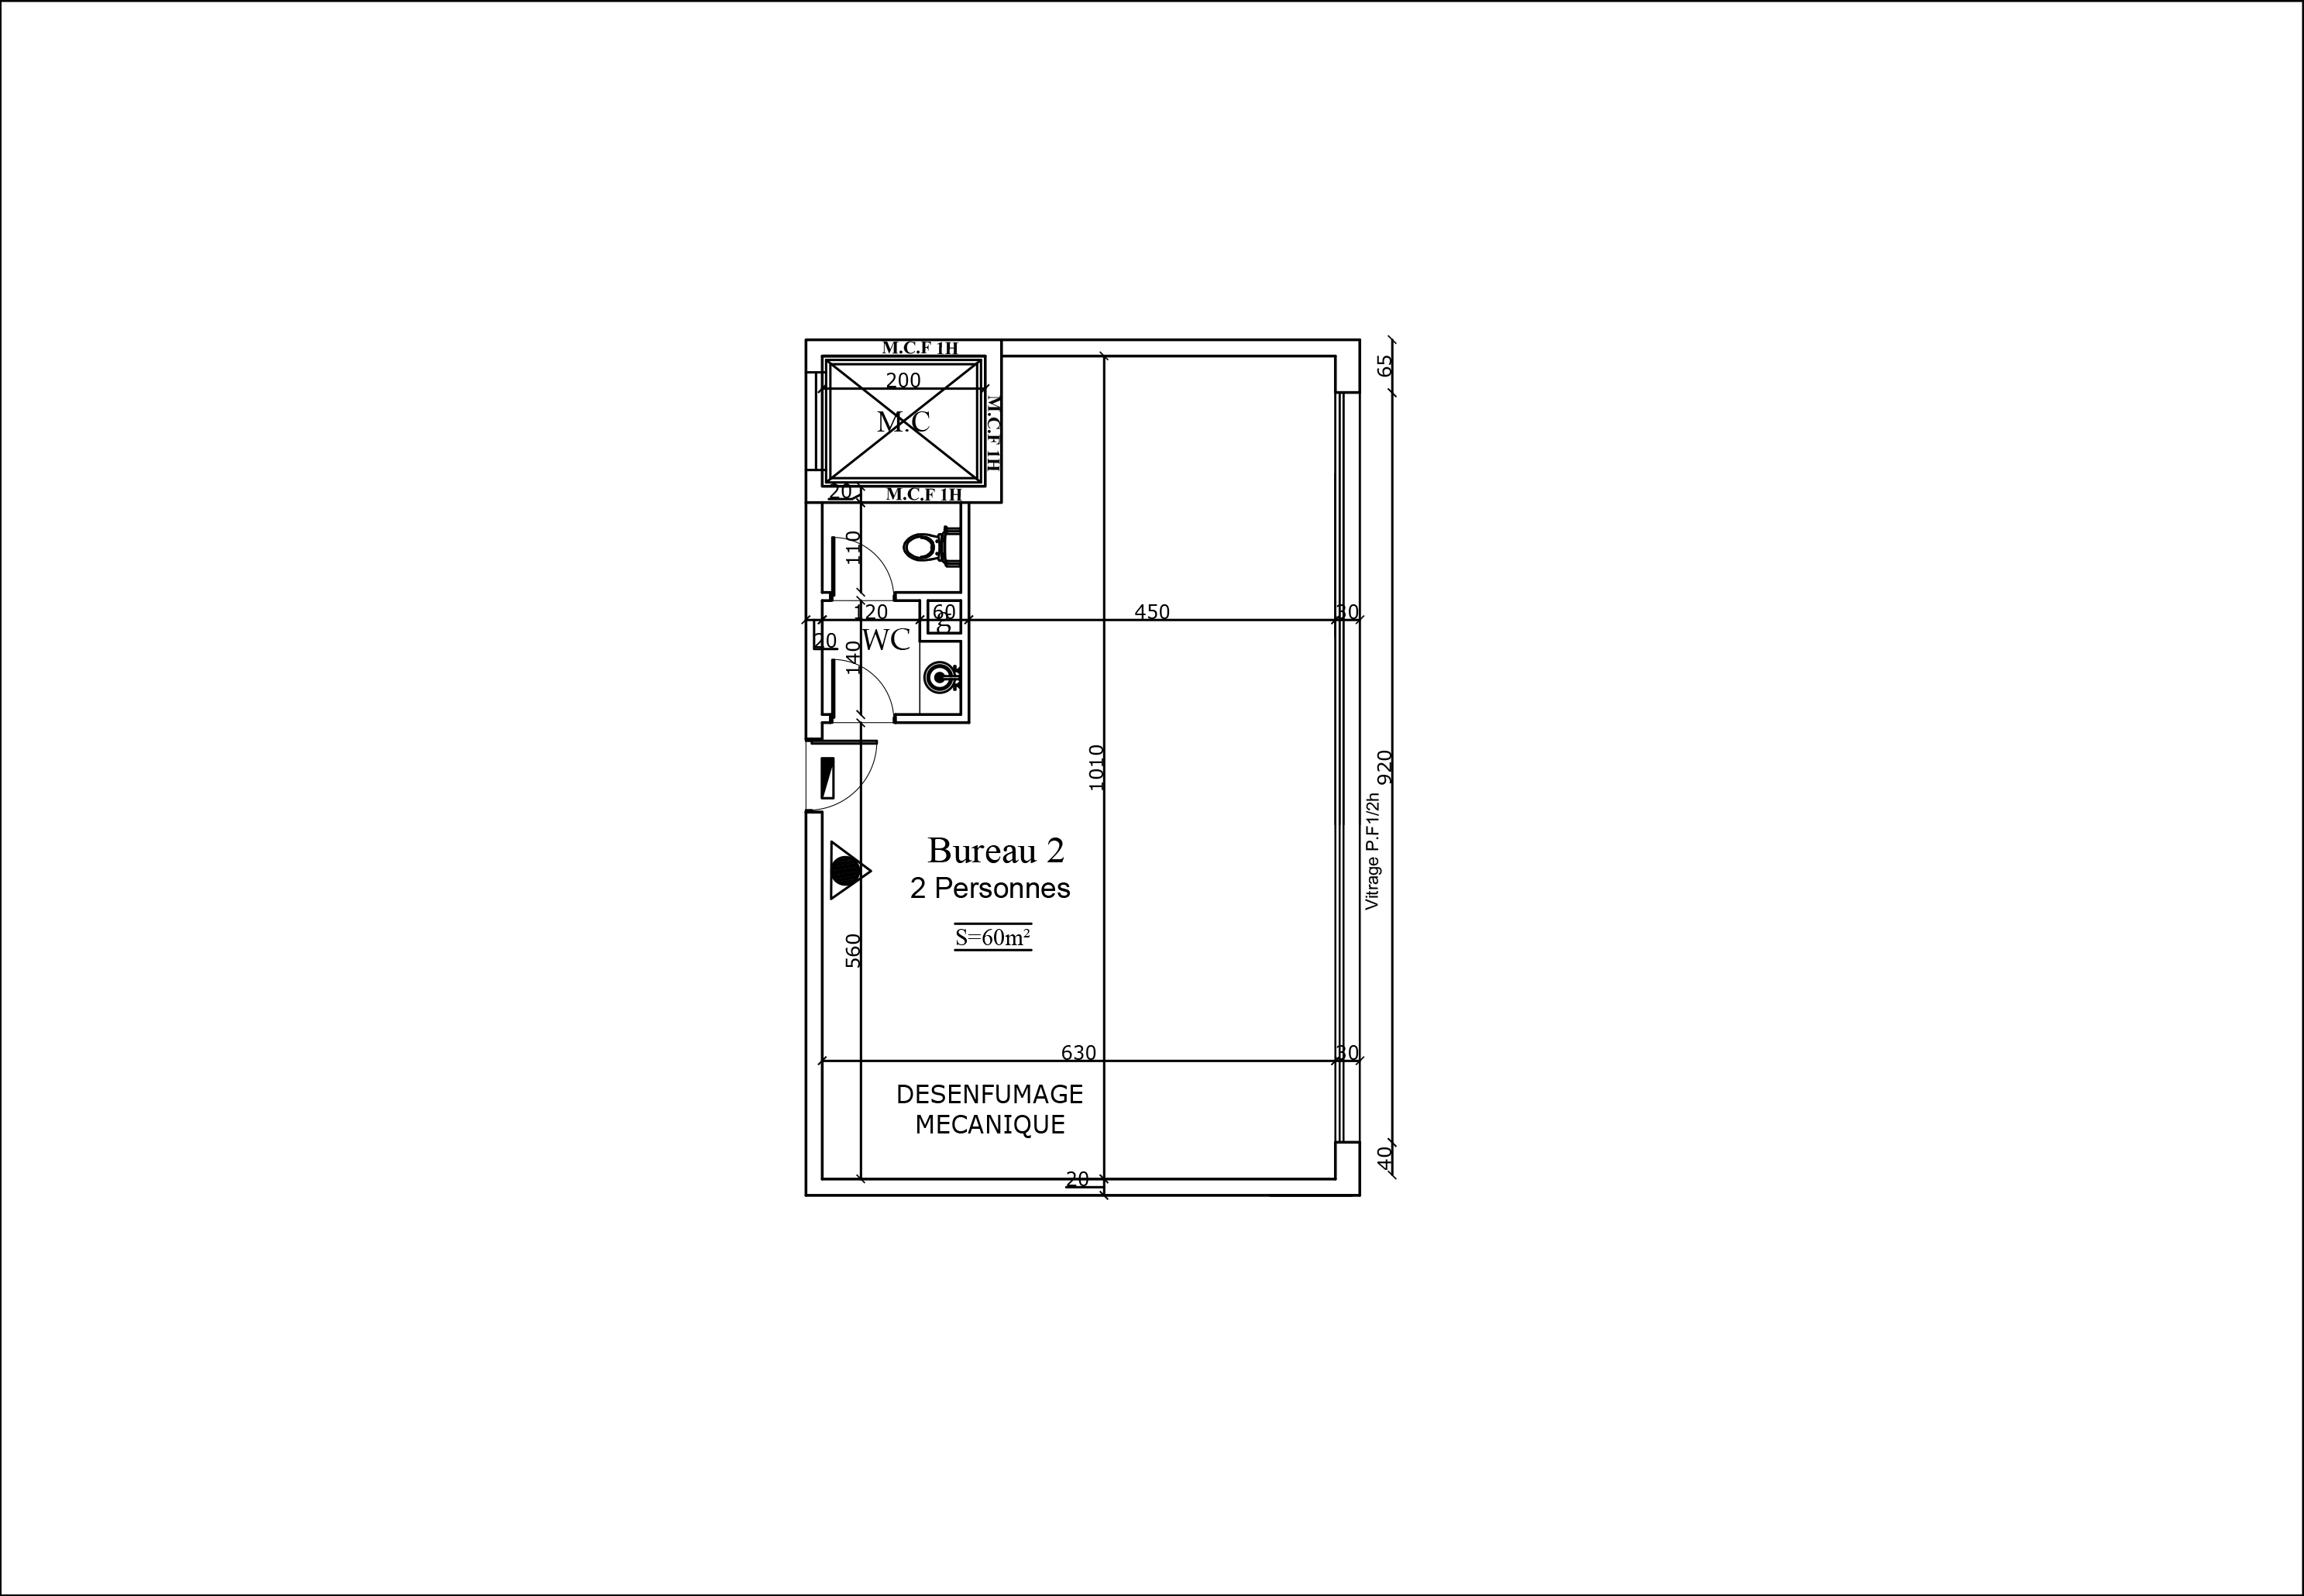 M.C.F 1H
65
200
M.C
M.C.F 1H
20
M.C.F 1H
110
120
60
450
30
g
20
WC
140
1010
920
Vitrage P.F1/2h
Bureau 2
2 Personnes
S=60m²
560
630
30
DESENFUMAGE
MECANIQUE
40
20